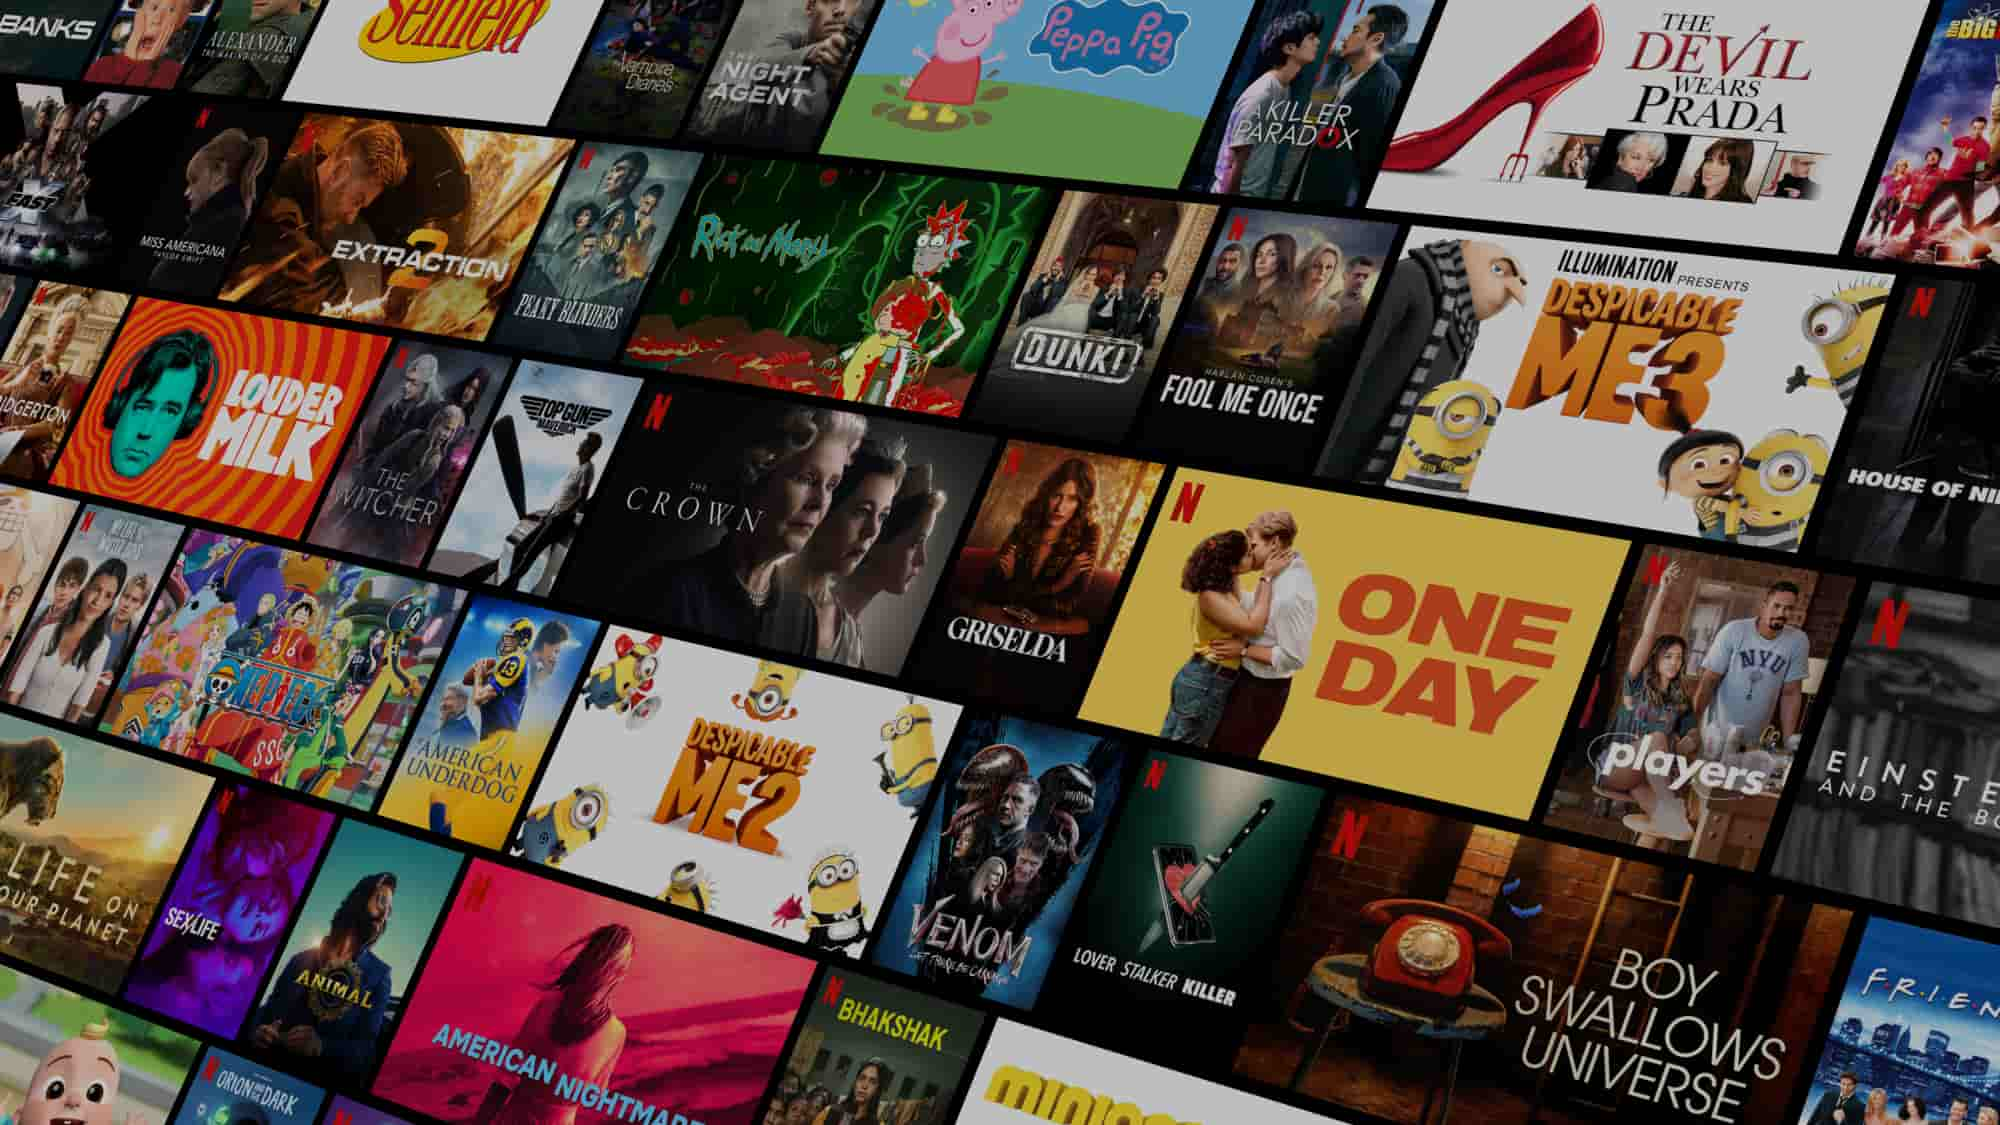 BANKS
ALEXANDER
THE MAKING OF A GOD
Seinfeld
The
Vampire
Diaries
THE
NIGHT
AGENT
Peppa Pig
A KILLER
PARADOX
THE
DEVIL
WEARS
PRADA
THE BIG
X
FAST
MISS AMERICANA
TAYLOR SWIFT
EXTRACTION
2
PEAKY BLINDERS
RICK AND MORTY
DUNKI
HARLAN COBEN'S
FOOL ME ONCE
ILLUMINATION PRESENTS
DESPICABLE
ME 3
HOUSE OF NI
IDGERTON
LOUDER
MILK
THE
WITCHER
TOP GUN
MAVERICK
THE
CROWN
GRISELDA
ONE
DAY
NYU
players
EINSTE
AND THE BO
ONE PIECE
13
AMERICAN
UNDERDOG
DESPICABLE
ME 2
VENOM
LET THERE BE CARNAGE
LOVER STALKER KILLER
BOY
SWALLOWS
UNIVERSE
FRIEN
LIFE ON
OUR PLANET
SEX/LIFE
ANIMAL
AMERICAN NIGHTMARE
BHAKSHAK
ORION AND THE DARK
minions